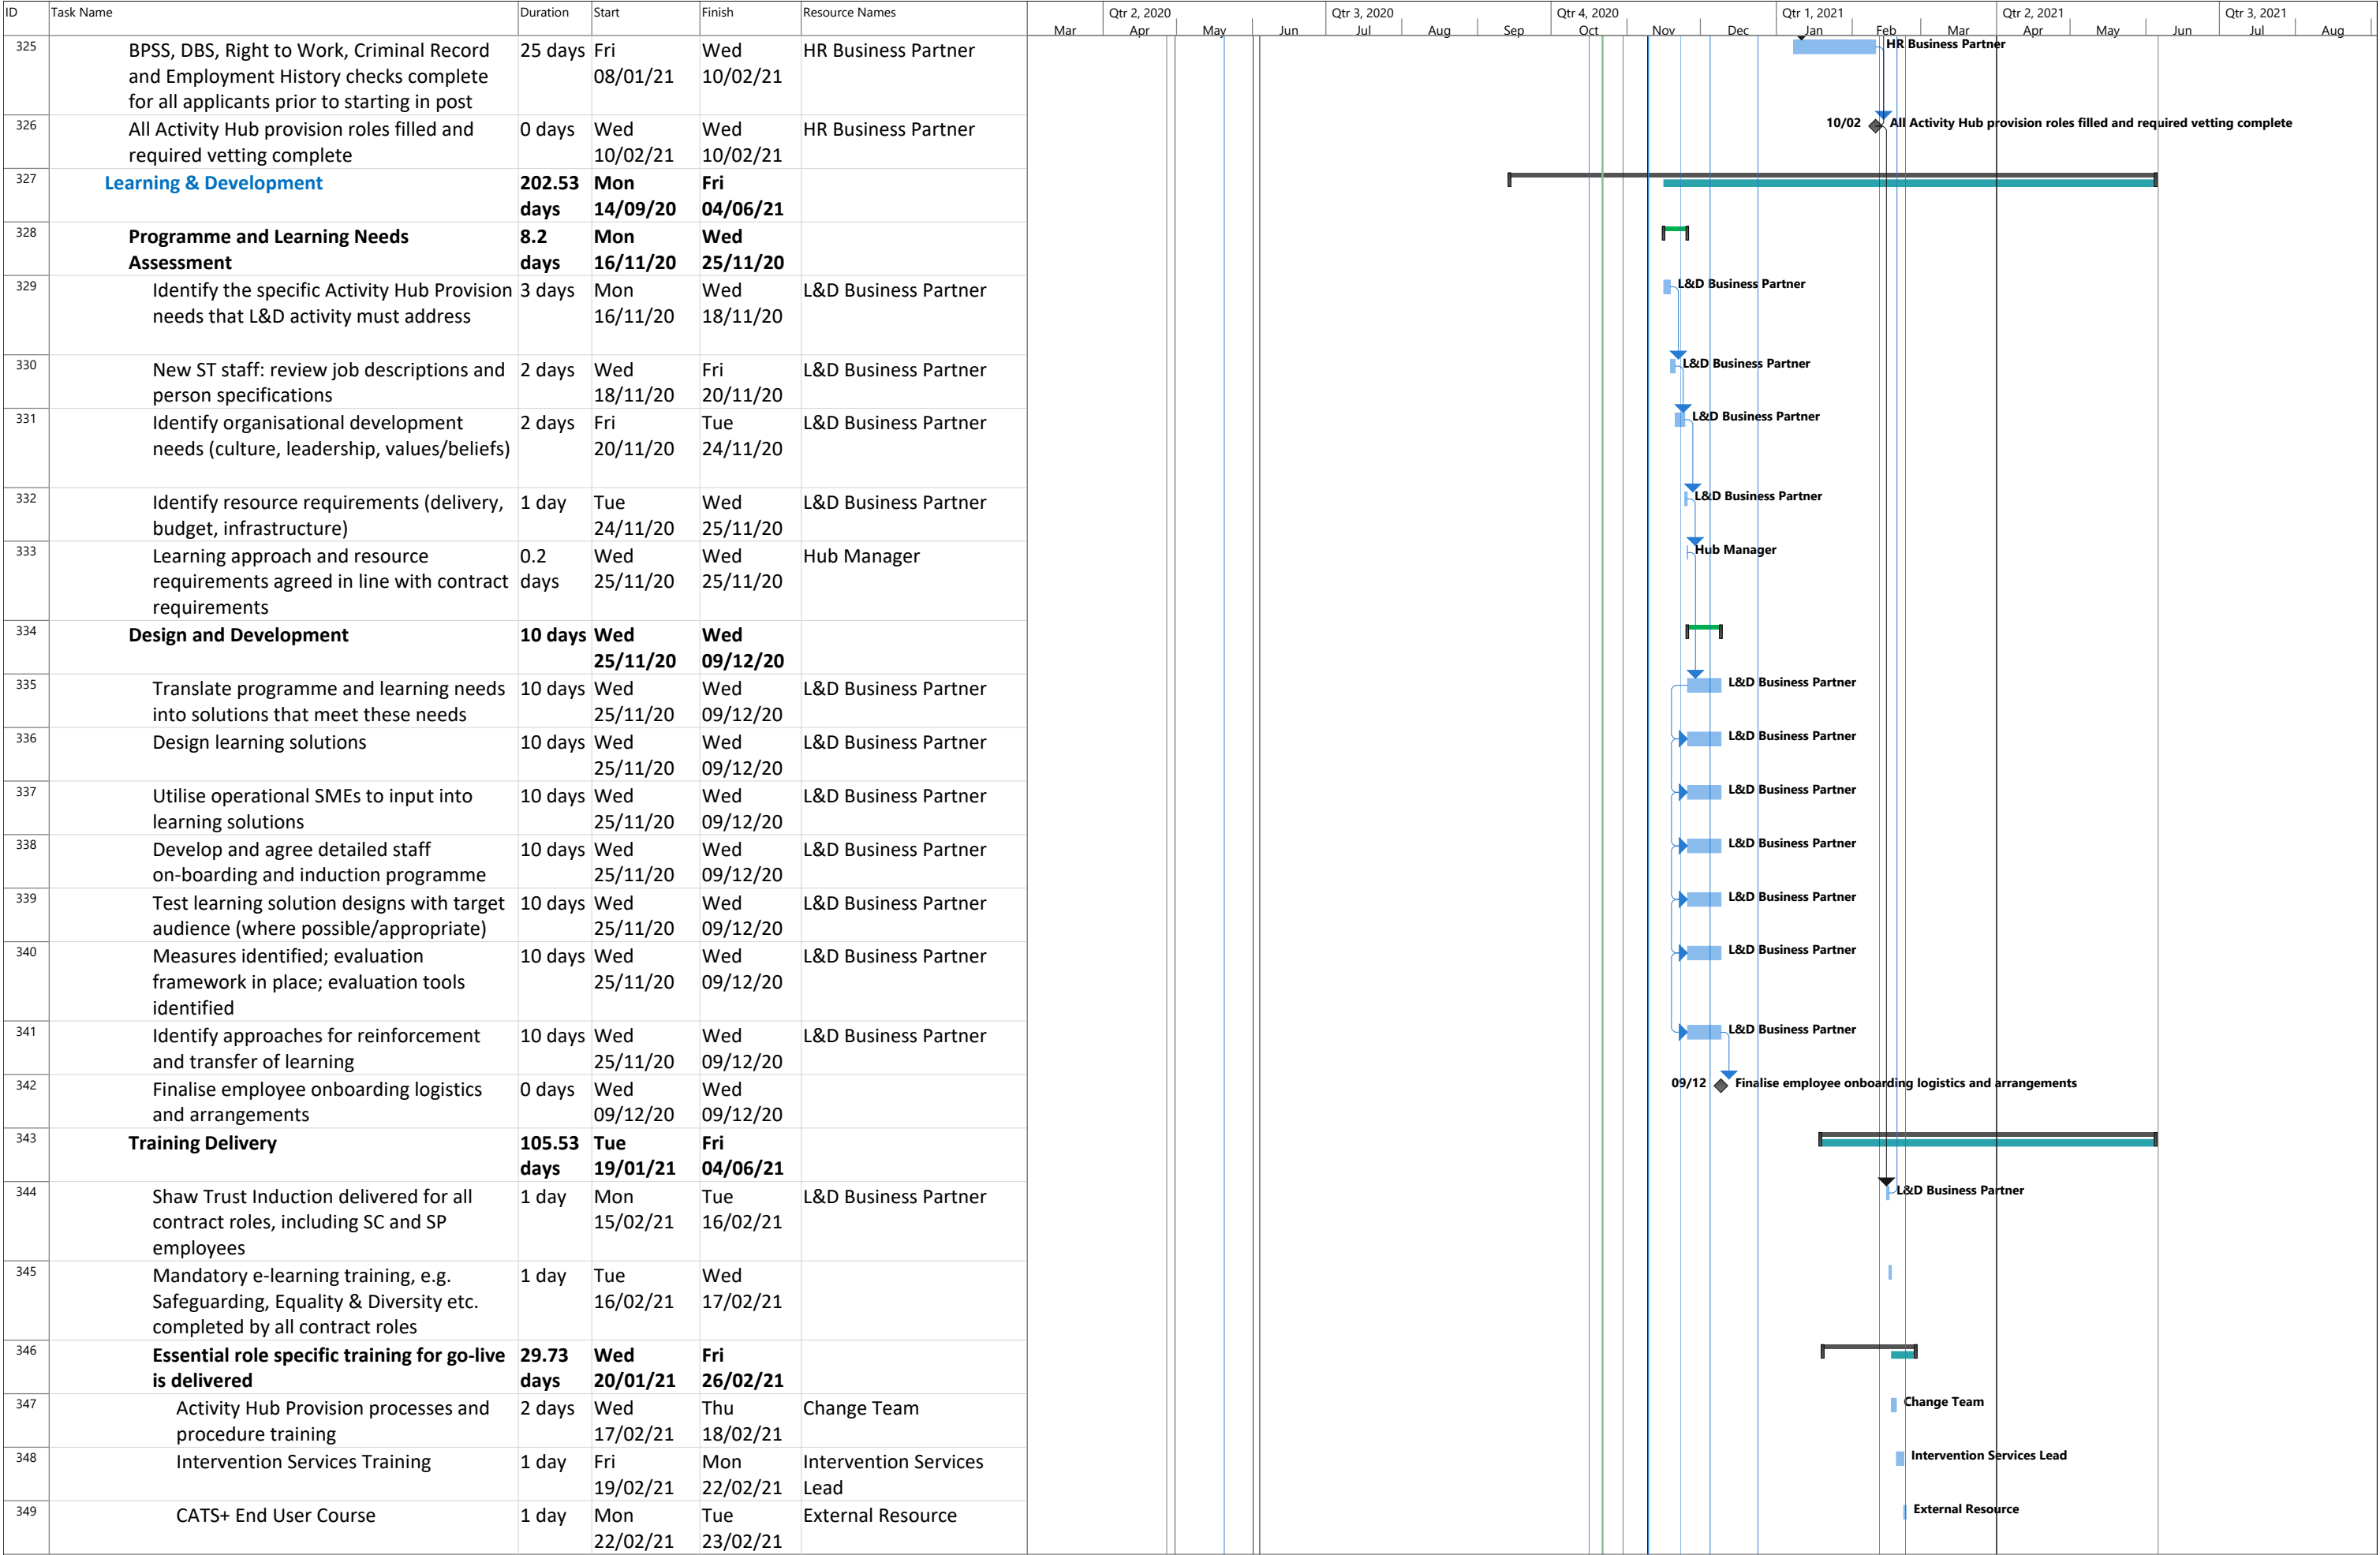 ID Task Name Duration Start Finish Resource Names
Qtr 2, 2020 Qtr 3, 2020 Qtr 4, 2020 Qtr 1, 2021 Qtr 2, 2021 Qtr 3, 2021
Mar Apr May Jun Jul Aug Sep Oct Nov Dec Jan Feb Mar Apr May Jun Jul Aug
325 BPSS, DBS, Right to Work, Criminal Record 25 days Fri Wed HR Business Partner HR Business Partner
and Employment History checks complete 08/01/21 10/02/21
for all applicants prior to starting in post
326 All Activity Hub provision roles filled and 0 days Wed Wed HR Business Partner 10/02 All Activity Hub provision roles filled and required vetting complete
required vetting complete 10/02/21 10/02/21
327 Learning & Development 202.53 Mon Fri
days 14/09/20 04/06/21
328 Programme and Learning Needs 8.2 Mon Wed
Assessment days 16/11/20 25/11/20
329 Identify the specific Activity Hub Provision 3 days Mon Wed L&D Business Partner L&D Business Partner
needs that L&D activity must address 16/11/20 18/11/20
330 New ST staff: review job descriptions and 2 days Wed Fri L&D Business Partner L&D Business Partner
person specifications 18/11/20 20/11/20
331 Identify organisational development 2 days Fri Tue L&D Business Partner L&D Business Partner
needs (culture, leadership, values/beliefs) 20/11/20 24/11/20
332 Identify resource requirements (delivery, 1 day Tue Wed L&D Business Partner L&D Business Partner
budget, infrastructure) 24/11/20 25/11/20
333 Learning approach and resource 0.2 Wed Wed Hub Manager Hub Manager
requirements agreed in line with contract days 25/11/20 25/11/20
requirements
334 Design and Development 10 days Wed Wed
25/11/20 09/12/20
335 Translate programme and learning needs 10 days Wed Wed L&D Business Partner L&D Business Partner
into solutions that meet these needs 25/11/20 09/12/20
336 Design learning solutions 10 days Wed Wed L&D Business Partner L&D Business Partner
25/11/20 09/12/20
337 Utilise operational SMEs to input into 10 days Wed Wed L&D Business Partner L&D Business Partner
learning solutions 25/11/20 09/12/20
338 Develop and agree detailed staff 10 days Wed Wed L&D Business Partner L&D Business Partner
on-boarding and induction programme 25/11/20 09/12/20
339 Test learning solution designs with target 10 days Wed Wed L&D Business Partner L&D Business Partner
audience (where possible/appropriate) 25/11/20 09/12/20
340 Measures identified; evaluation 10 days Wed Wed L&D Business Partner L&D Business Partner
framework in place; evaluation tools 25/11/20 09/12/20
identified
341 Identify approaches for reinforcement 10 days Wed Wed L&D Business Partner L&D Business Partner
and transfer of learning 25/11/20 09/12/20
342 Finalise employee onboarding logistics 0 days Wed Wed 09/12 Finalise employee onboarding logistics and arrangements
and arrangements 09/12/20 09/12/20
343 Training Delivery 105.53 Tue Fri
days 19/01/21 04/06/21
344 Shaw Trust Induction delivered for all 1 day Mon Tue L&D Business Partner L&D Business Partner
contract roles, including SC and SP 15/02/21 16/02/21
employees
345 Mandatory e-learning training, e.g. 1 day Tue Wed
Safeguarding, Equality & Diversity etc. 16/02/21 17/02/21
completed by all contract roles
346 Essential role specific training for go-live 29.73 Wed Fri
is delivered days 20/01/21 26/02/21
347 Activity Hub Provision processes and 2 days Wed Thu Change Team Change Team
procedure training 17/02/21 18/02/21
348 Intervention Services Training 1 day Fri Mon Intervention Services Intervention Services Lead
19/02/21 22/02/21 Lead
349 CATS+ End User Course 1 day Mon Tue External Resource External Resource
22/02/21 23/02/21